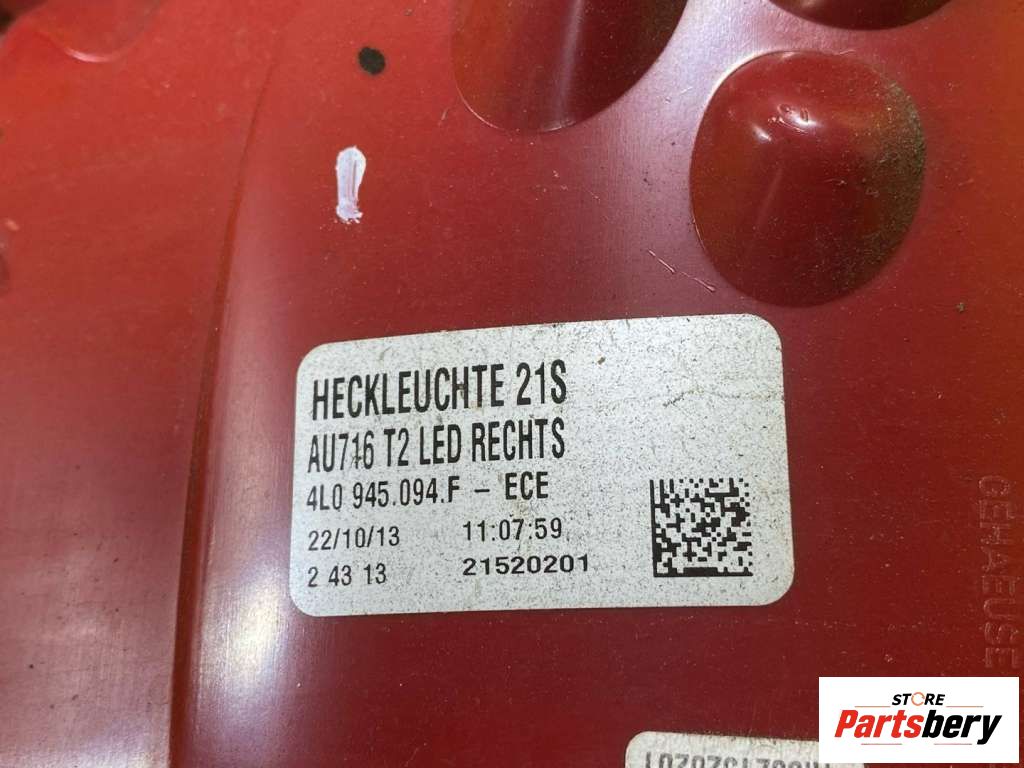 HECKLEUCHTE 21S
AU716 T2 LED RECHTS
4L0 945.094.F - ECE
22/10/13 11:07:59
2 43 13 21520201
GEHAEUSE
STORE
Partsbery